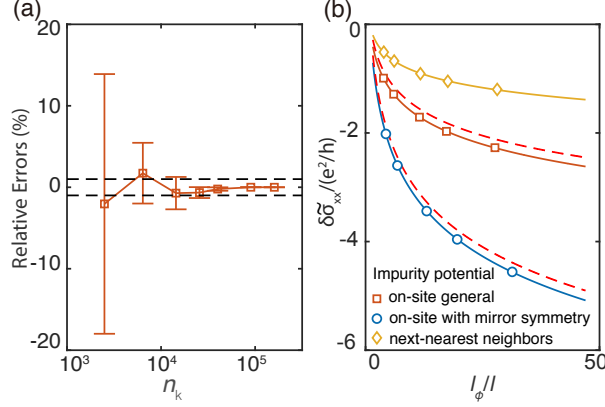 (a)
20
10
0
-10
-20
Relative Errors (%)
10³
10⁴
10⁵
nₖ
(b)
0
-2
-4
-6
δσ̃ₓₓ/(e²/h)
Impurity potential
on-site general
on-site with mirror symmetry
next-nearest neighbors
0
50
l_ϕ/l